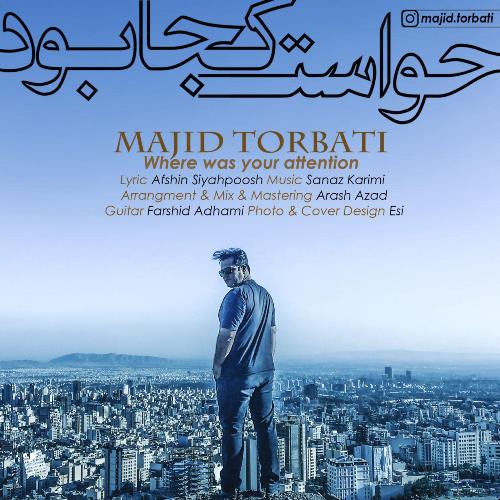 majid.torbati
حواست کجا بود
MAJID TORBATI
Where was your attention
Lyric Afshin Siyahpoosh Music Sanaz Karimi
Arrangment & Mix & Mastering Arash Azad
Guitar Farshid Adhami Photo & Cover Design Esi